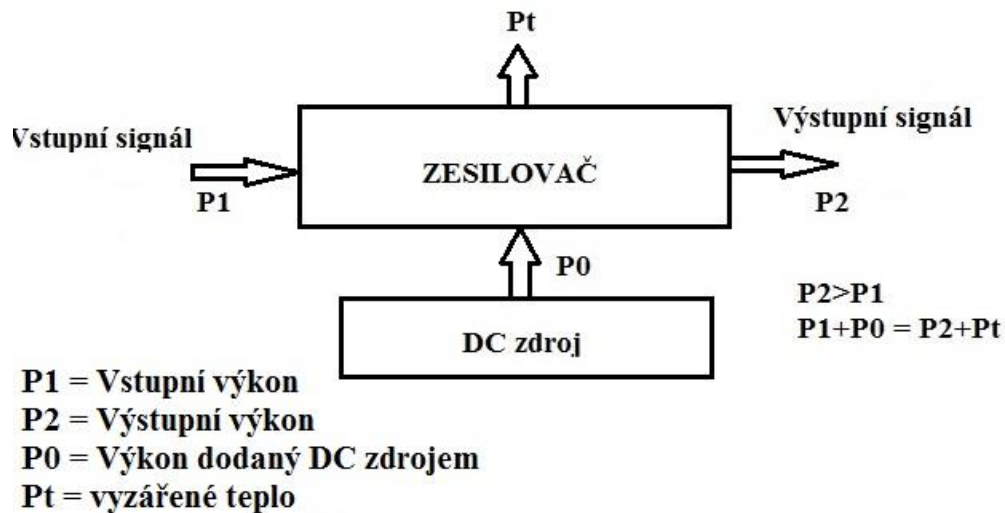 Pt
Vstupní signál
Výstupní signál
ZESILOVAČ
P1
P2
P0
P2>P1
P1+P0 = P2+Pt
DC zdroj
P1 = Vstupní výkon
P2 = Výstupní výkon
P0 = Výkon dodaný DC zdrojem
Pt = vyzářené teplo